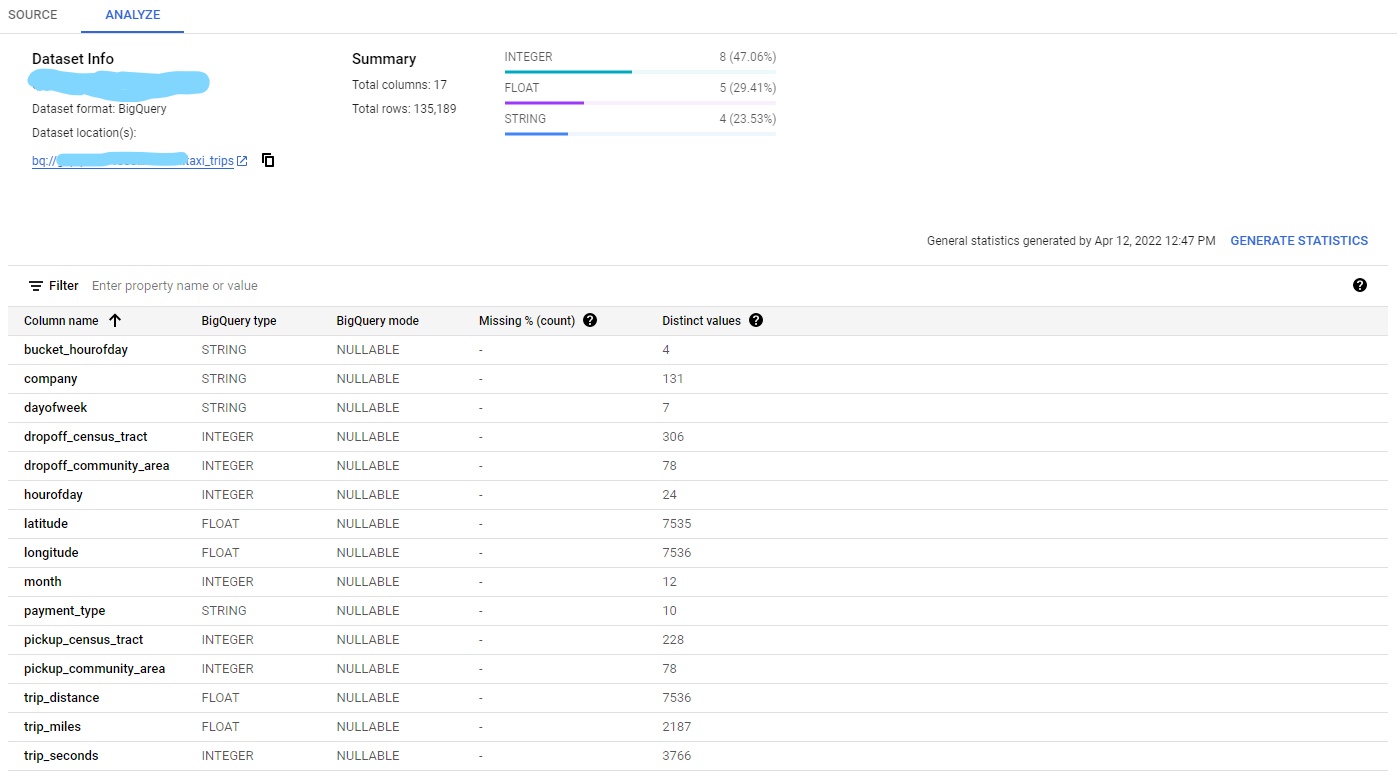 SOURCE ANALYZE
Dataset Info
Dataset format: BigQuery
Dataset location(s):
bq:// taxi_trips
Summary
Total columns: 17
Total rows: 135,189
INTEGER 8 (47.06%)
FLOAT 5 (29.41%)
STRING 4 (23.53%)
General statistics generated by Apr 12, 2022 12:47 PM GENERATE STATISTICS
Filter Enter property name or value
Column name BigQuery type BigQuery mode Missing % (count) Distinct values
bucket_hourofday STRING NULLABLE - 4
company STRING NULLABLE - 131
dayofweek STRING NULLABLE - 7
dropoff_census_tract INTEGER NULLABLE - 306
dropoff_community_area INTEGER NULLABLE - 78
hourofday INTEGER NULLABLE - 24
latitude FLOAT NULLABLE - 7535
longitude FLOAT NULLABLE - 7536
month INTEGER NULLABLE - 12
payment_type STRING NULLABLE - 10
pickup_census_tract INTEGER NULLABLE - 228
pickup_community_area INTEGER NULLABLE - 78
trip_distance FLOAT NULLABLE - 7536
trip_miles FLOAT NULLABLE - 2187
trip_seconds INTEGER NULLABLE - 3766